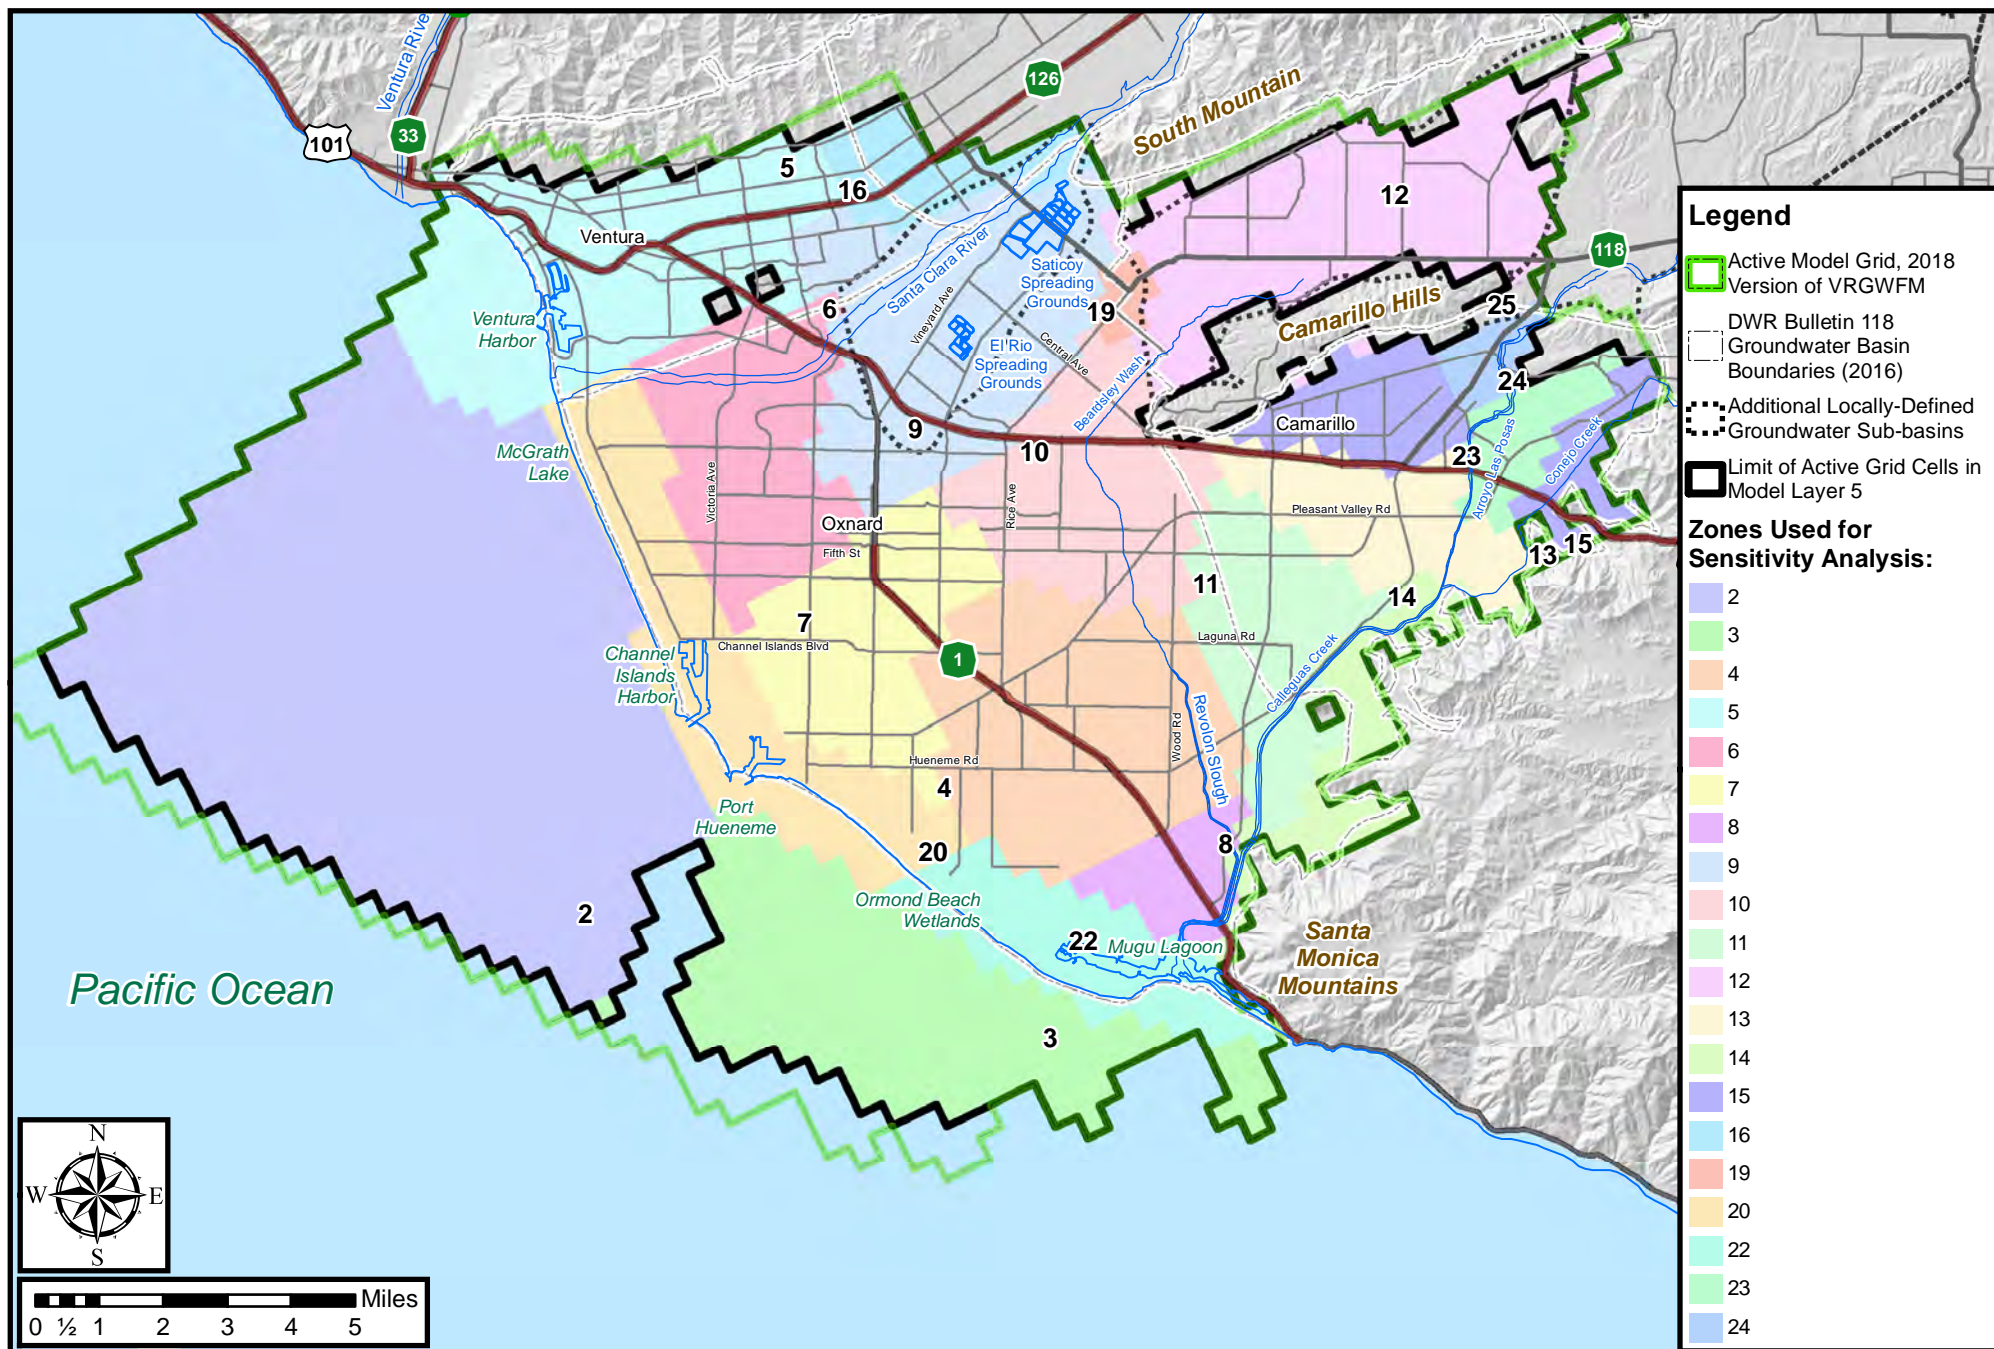 Ventura River
126
South Mountain
33
101
5
16
12
Legend
Active Model Grid, 2018
Version of VRGWFM
DWR Bulletin 118
Groundwater Basin
Boundaries (2016)
Additional Locally-Defined
Groundwater Sub-basins
Limit of Active Grid Cells in
Model Layer 5
Zones Used for
Sensitivity Analysis:
2
3
4
5
6
7
8
9
10
11
12
13
14
15
16
19
20
22
23
24
Ventura
Santa Clara River
Saticoy
Spreading
Grounds
118
Ventura
Harbor
6
Vineyard Ave
19
Camarillo Hills
25
El Rio
Spreading
Grounds
Central Ave
Beardsley Wash
24
McGrath
Lake
9
10
Camarillo
23
Arroyo Las Posas
Conejo Creek
Victoria Ave
Rice Ave
Oxnard
Fifth St
Pleasant Valley Rd
13
15
11
14
7
Channel Islands Blvd
Laguna Rd
Channel
Islands
Harbor
1
Calleguas Creek
Revolon Slough
Wood Rd
Hueneme Rd
4
Port
Hueneme
20
8
2
Ormond Beach
Wetlands
22
Mugu Lagoon
Santa
Monica
Mountains
Pacific Ocean
3
N
W
E
S
Miles
0 ½ 1 2 3 4 5